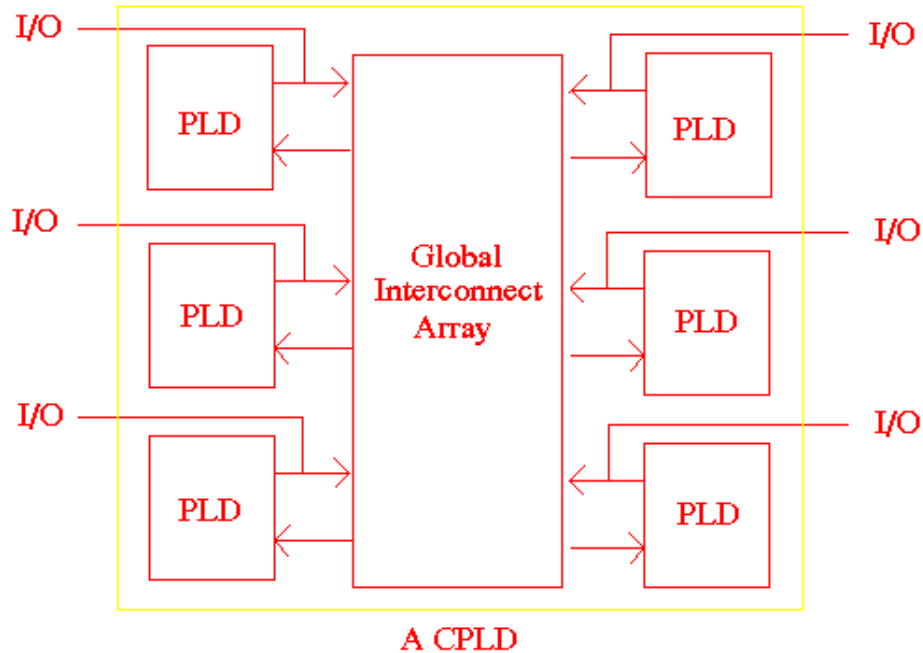 I/O
I/O
PLD
PLD
I/O
I/O
Global
Interconnect
Array
PLD
PLD
I/O
I/O
PLD
PLD
A CPLD